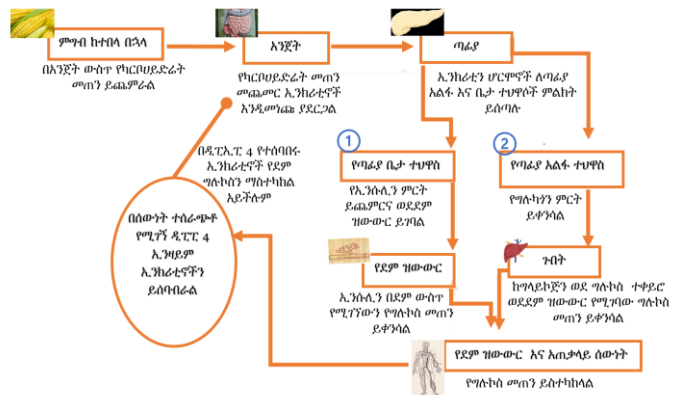 ምግብ ከተበላ በኋላ
በአንጀት ውስጥ የካርቦሀይድሬት
መጠን ይጨምራል
አንጀት
የካርቦሀይድሬት መጠን
መጨመር ኢንክሪቲኖች
እንዲመነጩ ያደርጋል
ጣፊያ
ኢንክሪቲን ሆርሞኖች ለጣፊያ
አልፋ እና ቤታ ተህዋሶች ምልክት
ይሰጣሉ
1
የጣፊያ ቤታ ተህዋስ
የኢንሱሊን ምርት
ይጨምርና ወደደም
ዝውውር ይገባል
2
የጣፊያ አልፋ ተህዋስ
የግሉካጎን ምርት
ይቀንሳል
የደም ዝውውር
ኢንሱሊን በደም ውስጥ
የሚገኘውን የግሉኮስ መጠን
ይቀንሳል
ጉበት
ከግላይኮጅን ወደ ግሉኮስ ተቀይሮ
ወደደም ዝውውር የሚገባው ግሉኮስ
መጠን ይቀንሳል
የደም ዝውውር እና አጠቃላይ ሰውነት
የግሉኮስ መጠን ይስተካከላል
በሰውነት ተሰራጭቶ
የሚገኝ ዲፒፒ 4
ኢንዛይም
ኢንክሪቲኖችን
ይሰባብራል
በዲፒአፒ 4 የተሰባበሩ
ኢንክሪቲኖች የደም
ግሉኮስን ማስተካከል
አይችሉም